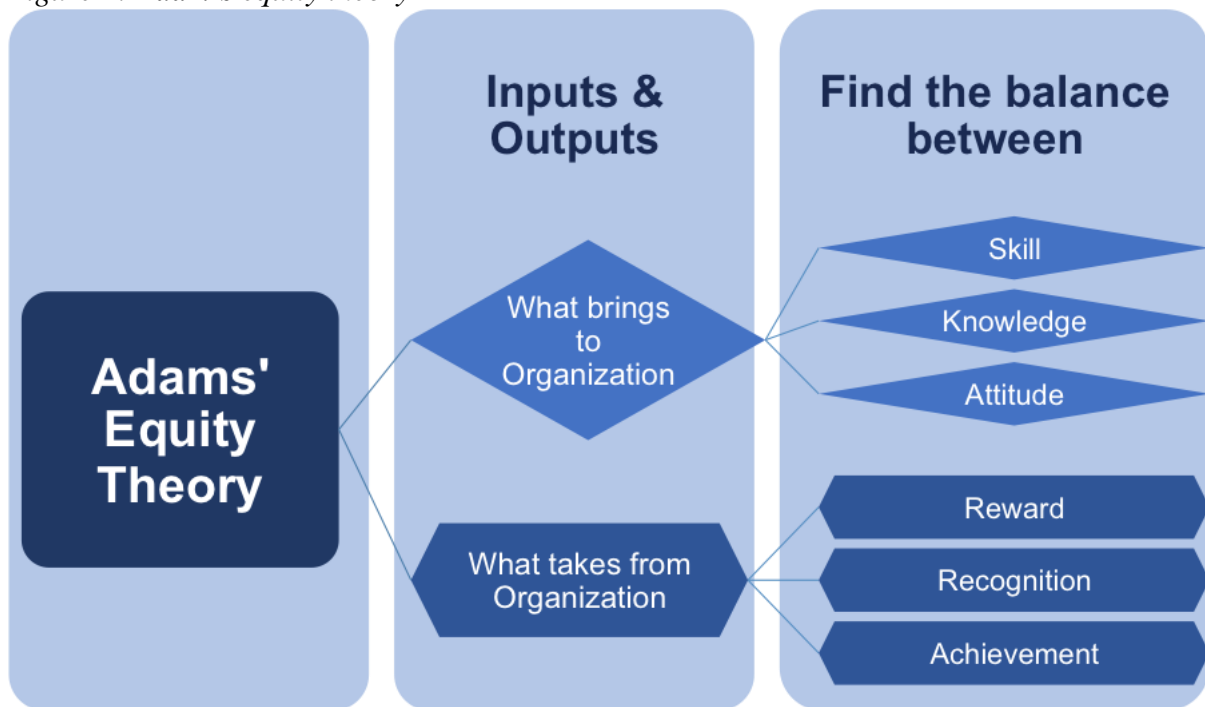 Adams'
Equity
Theory
Inputs &
Outputs
What brings
to
Organization
What takes from
Organization
Find the balance
between
Skill
Knowledge
Attitude
Reward
Recognition
Achievement